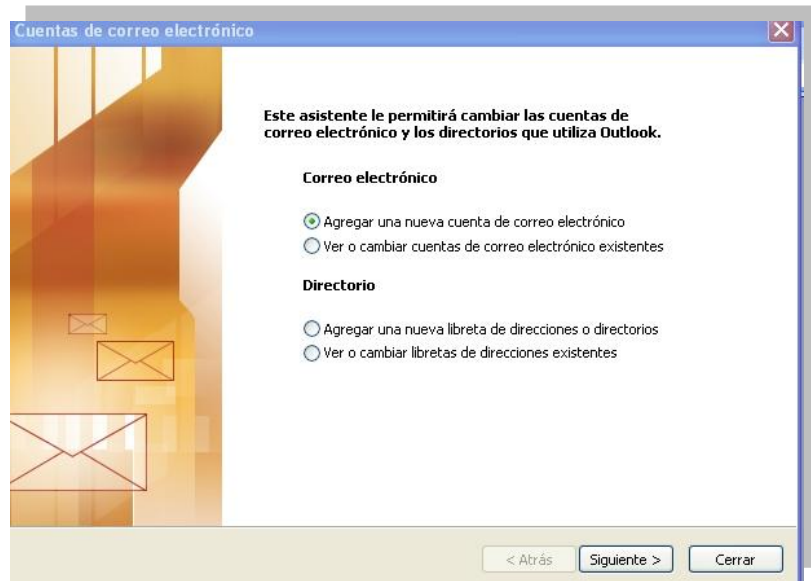 Cuentas de correo electrónico
Este asistente le permitirá cambiar las cuentas de
correo electrónico y los directorios que utiliza Outlook.
Correo electrónico
Agregar una nueva cuenta de correo electrónico
Ver o cambiar cuentas de correo electrónico existentes
Directorio
Agregar una nueva libreta de direcciones o directorios
Ver o cambiar libretas de direcciones existentes
< Atrás Siguiente > Cerrar